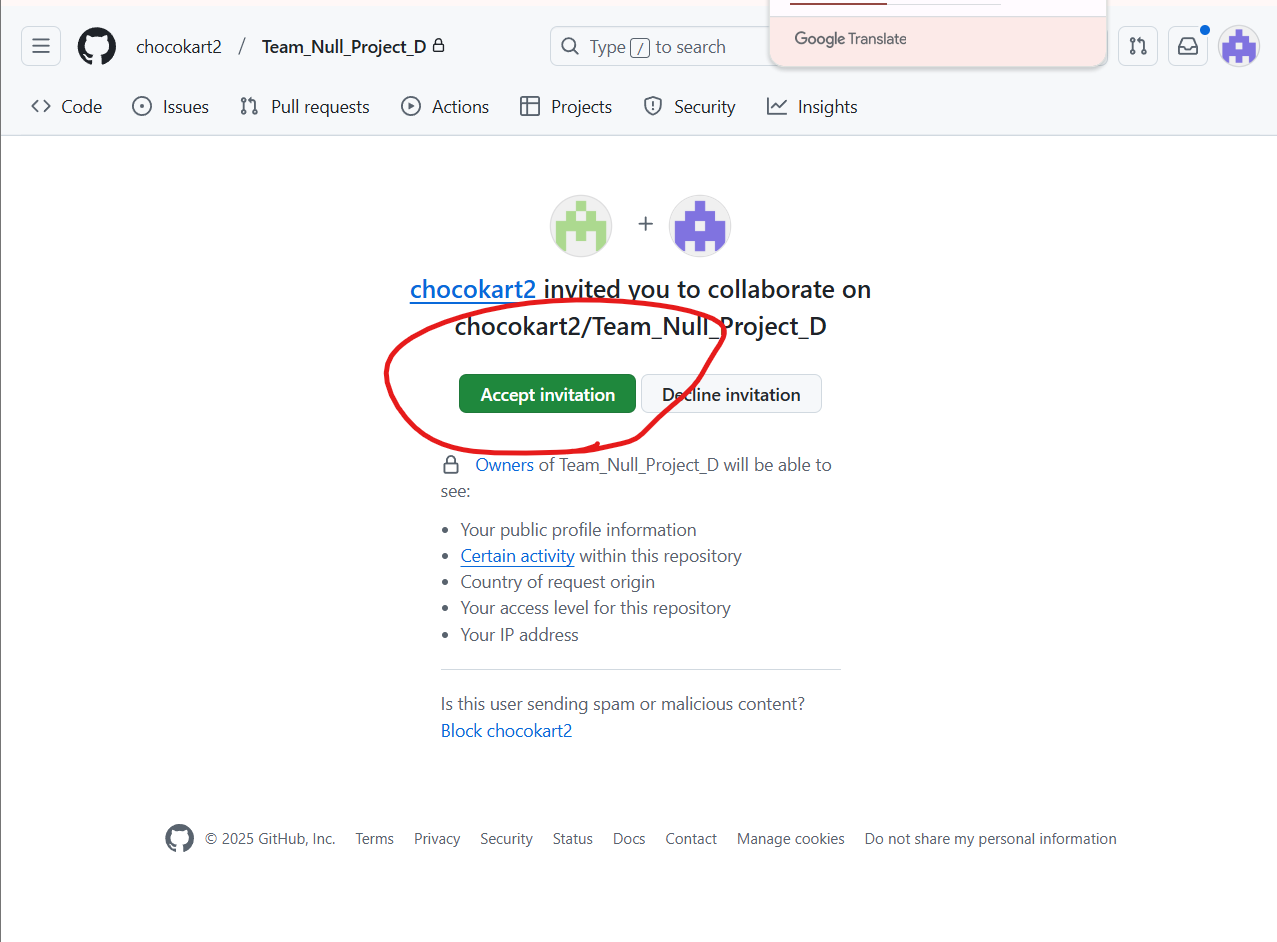 chocokart2 / Team_Null_Project_D
Type / to search
Google Translate
Code
Issues
Pull requests
Actions
Projects
Security
Insights
chocokart2 invited you to collaborate on
chocokart2/Team_Null_Project_D
Accept invitation
Decline invitation
Owners of Team_Null_Project_D will be able to
see:
Your public profile information
Certain activity within this repository
Country of request origin
Your access level for this repository
Your IP address
Is this user sending spam or malicious content?
Block chocokart2
© 2025 GitHub, Inc.
Terms
Privacy
Security
Status
Docs
Contact
Manage cookies
Do not share my personal information